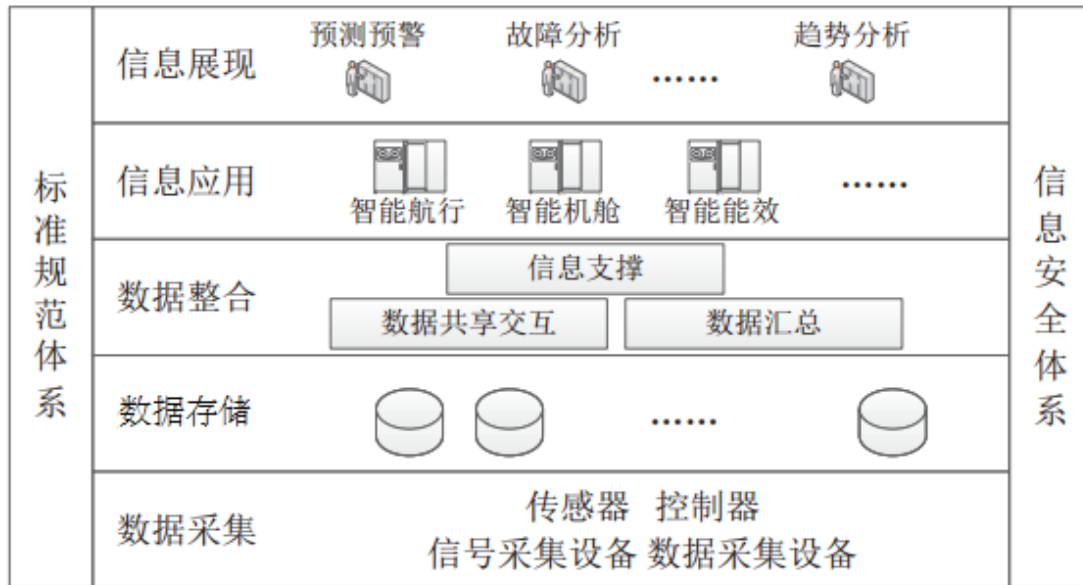 标准规范体系
信息展现
预测预警 故障分析 …… 趋势分析
信息应用
智能航行 智能机舱 智能能效 ……
数据整合
信息支撑
数据共享交互 数据汇总
数据存储
……
数据采集
传感器 控制器
信号采集设备 数据采集设备
信息安全体系